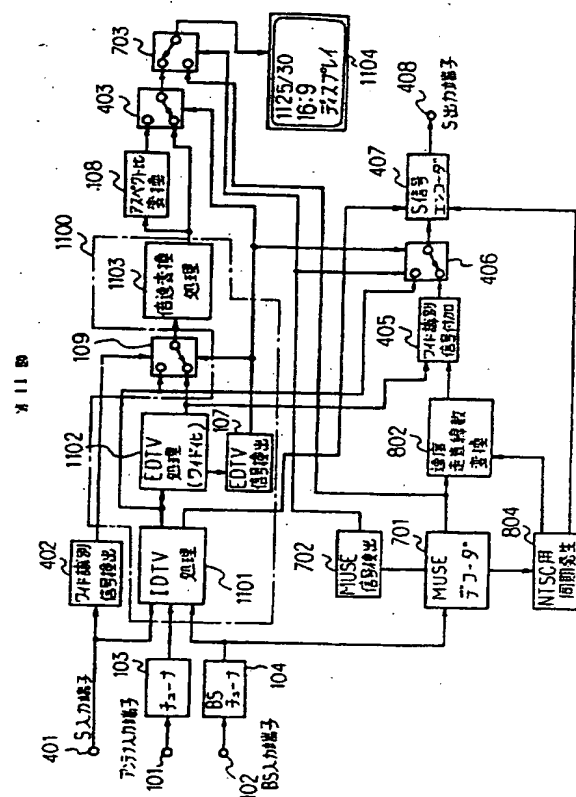 第11図
401
S入力端子
402
ワイド識別
信号検出
アンテナ入力端子
101
103
チューナ
102
BS入力端子
104
BS
チューナ
1101
IDTV
処理
1102
EDTV
処理
(ワイド化)
107
EDTV
信号検出
109
1100
1103
倍速変換
処理
108
アスペクト比
変換
403
703
1125/30
16:9
ディスプレイ
1104
702
MUSE
信号検出
701
MUSE
デコーダ
804
NTSC用
同期発生
802
速度
走査線数
変換
405
ワイド識別
信号付加
406
407
S信号
エンコーダ
408
S出力端子